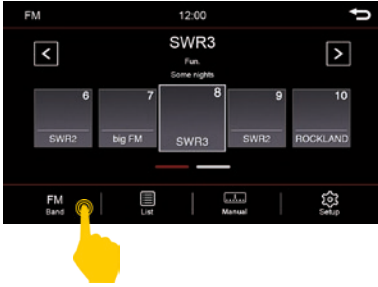 FM 12:00
SWR3
Fun.
Some nights
6 7 8 9 10
SWR2 big FM SWR3 SWR2 ROCKLAND
FM
Band List Manual Setup